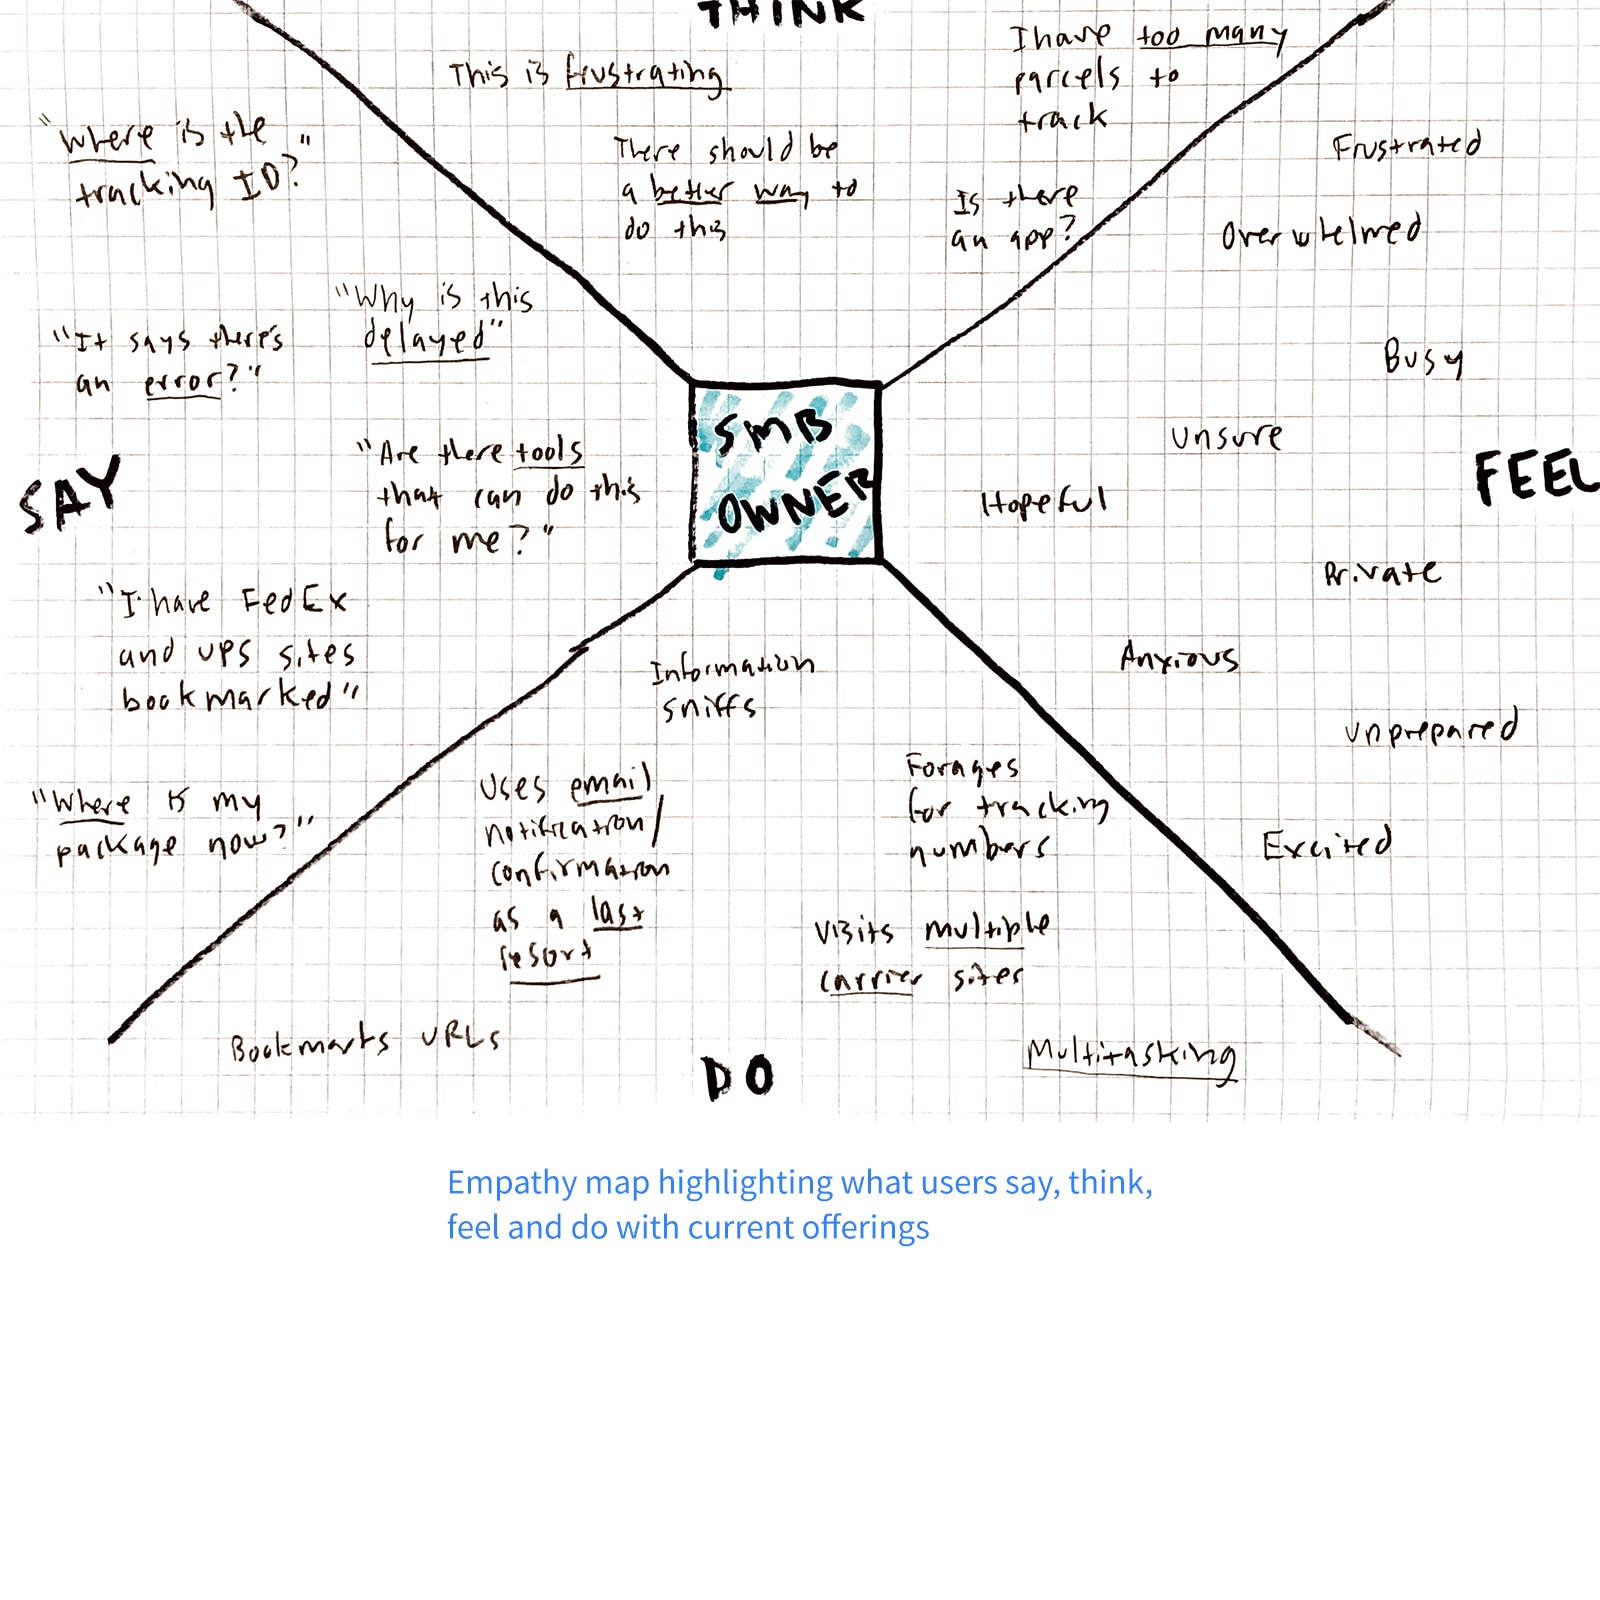 THINK
This is frustrating
I have too many
parcels to
track
"Where is the
tracking ID?"
There should be
a better way to
do this
Is there
an app?
Frustrated
Overwhelmed
"Why is this
delayed"
"It says there's
an error?"
Busy
SMB
OWNER
Unsure
"Are there tools
that can do this
for me?"
SAY
FEEL
Hopeful
"I have FedEx
and UPS sites
bookmarked"
Private
Anxious
Information
sniffs
Unprepared
"Where is my
package now?"
Uses email
notification/
confirmation
as a last
resort
Forages
for tracking
numbers
Excited
Visits multiple
carrier sites
Bookmarks URLs
DO
Multitasking
Empathy map highlighting what users say, think,
feel and do with current offerings